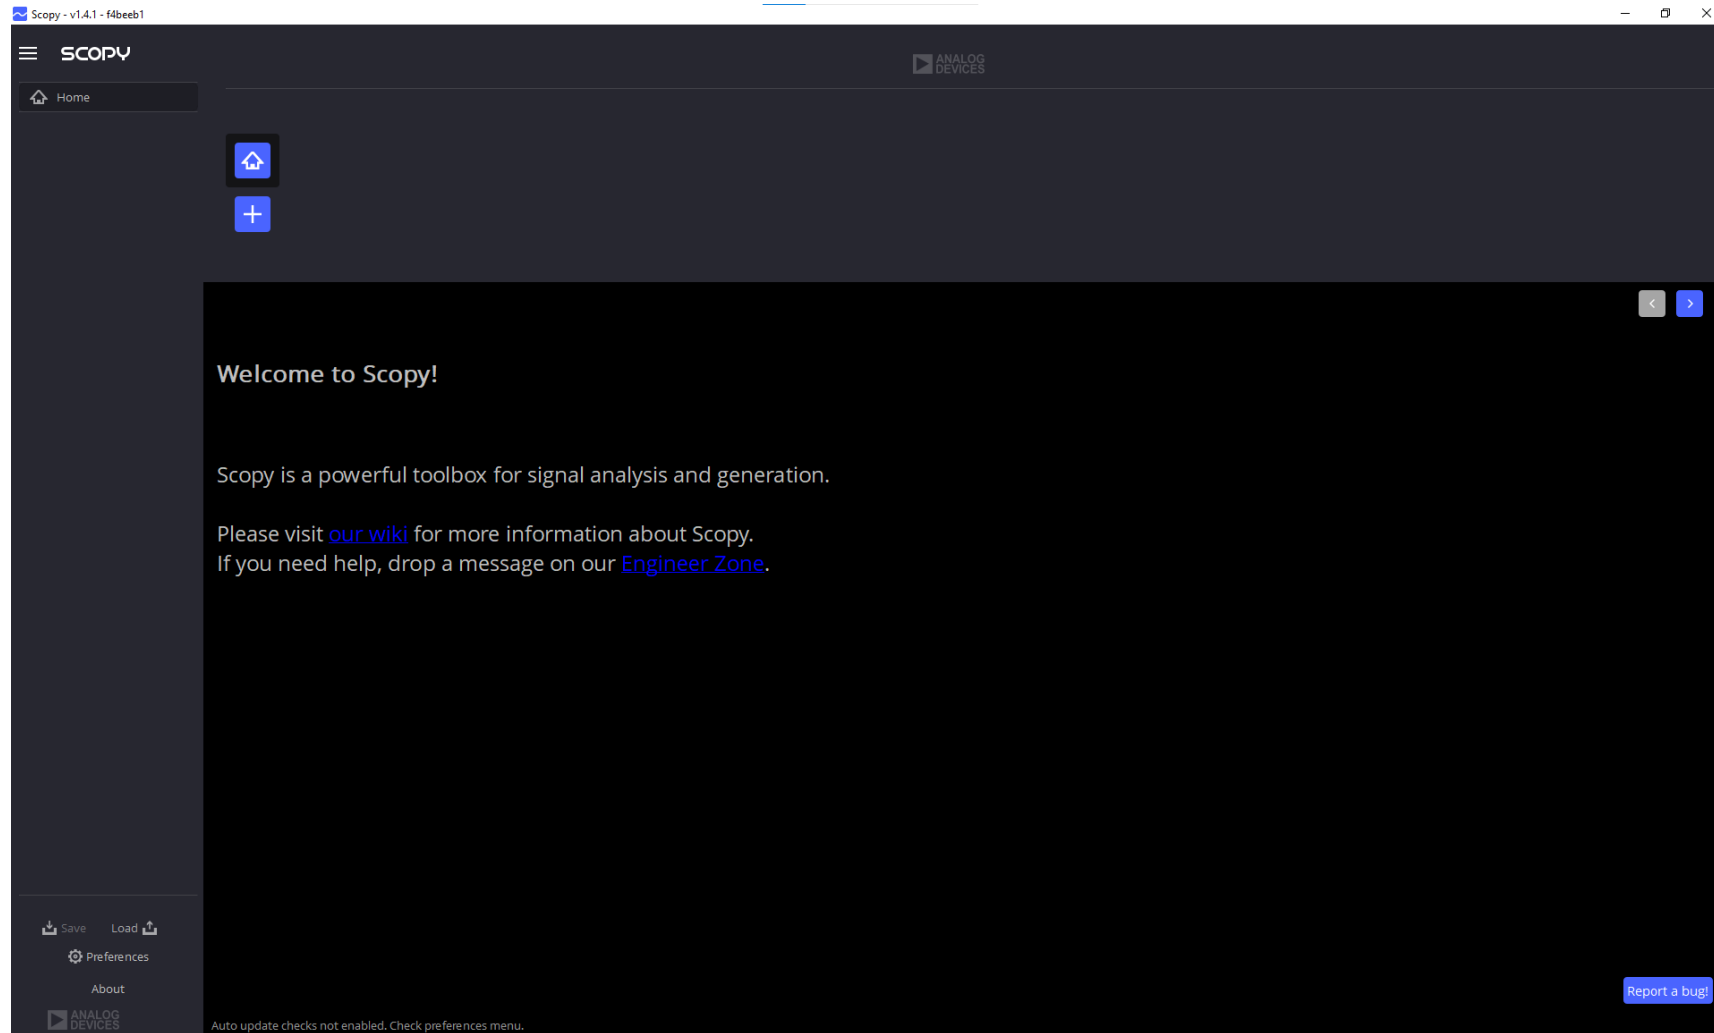 Scopy - v1.4.1 - f4beeb1
SCOPY
ANALOG
DEVICES
Home
Welcome to Scopy!
Scopy is a powerful toolbox for signal analysis and generation.
Please visit our wiki for more information about Scopy.
If you need help, drop a message on our Engineer Zone.
Save Load
Preferences
About
ANALOG
DEVICES
Report a bug!
Auto update checks not enabled. Check preferences menu.